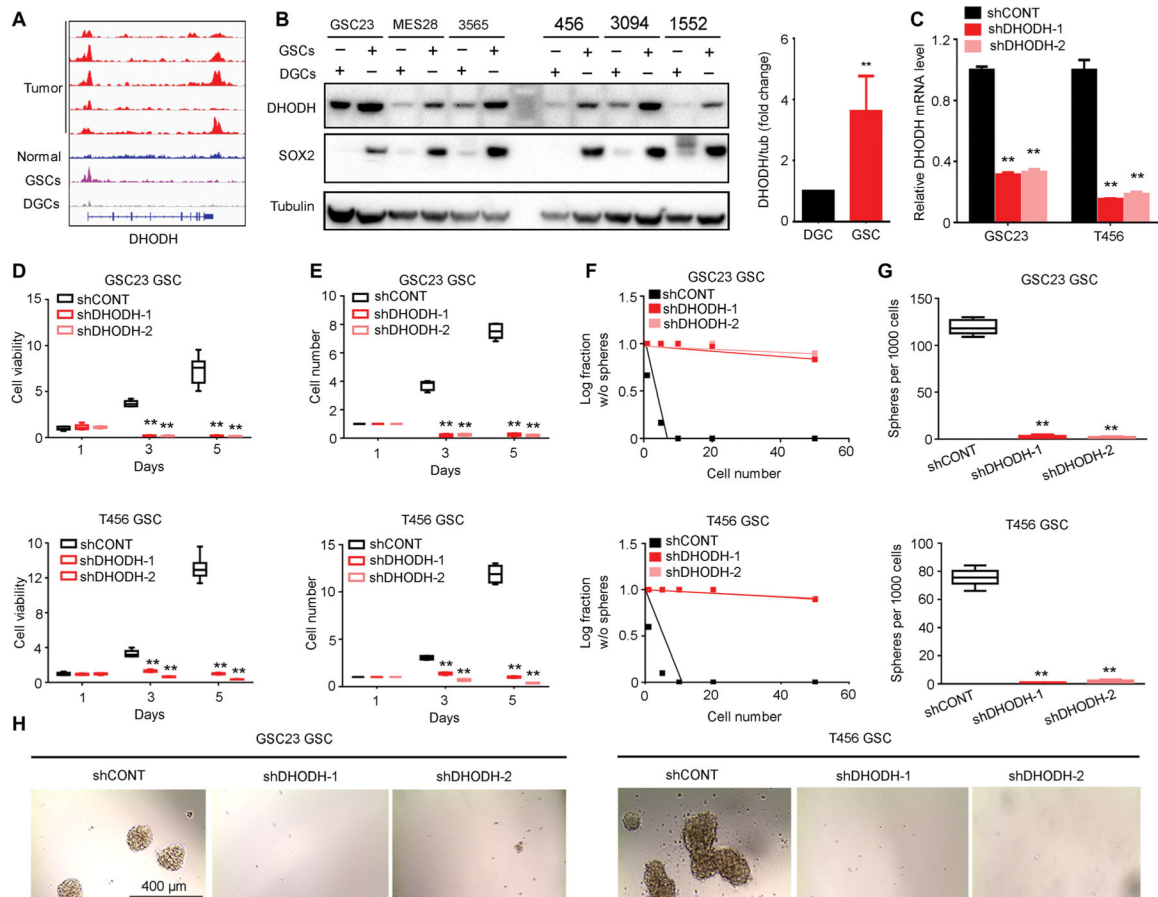 A
Tumor
Normal
GSCs
DGCs
DHODH
B
GSC23 MES28 3565 456 3094 1552
GSCs – + – + – + – + – + – +
DGCs + – + – + – + – + – + –
DHODH
SOX2
Tubulin
DHODH/tub (fold change)
6
4
2
0
**
DGC GSC
C
shCONT
shDHODH-1
shDHODH-2
Relative DHODH mRNA level
1.2
0.8
0.4
0
** **
** **
GSC23 T456
D
GSC23 GSC
Cell viability
15
10
5
0
shCONT
shDHODH-1
shDHODH-2
** ** ** **
1 3 5
Days
T456 GSC
Cell viability
16
12
8
4
0
shCONT
shDHODH-1
shDHODH-2
** ** ** **
1 3 5
Days
E
GSC23 GSC
Cell number
10
8
6
4
2
0
shCONT
shDHODH-1
shDHODH-2
** ** ** **
1 3 5
Days
T456 GSC
Cell number
15
10
5
0
shCONT
shDHODH-1
shDHODH-2
** ** ** **
1 3 5
Days
F
GSC23 GSC
Log fraction
w/o spheres
1.5
1.0
0.5
0
shCONT
shDHODH-1
shDHODH-2
0 20 40 60
Cell number
T456 GSC
Log fraction
w/o spheres
1.5
1.0
0.5
0
shCONT
shDHODH-1
shDHODH-2
0 20 40 60
Cell number
G
GSC23 GSC
Spheres per 1000 cells
150
100
50
0
** **
shCONT shDHODH-1 shDHODH-2
T456 GSC
Spheres per 1000 cells
100
80
60
40
20
0
** **
shCONT shDHODH-1 shDHODH-2
H
GSC23 GSC
shCONT shDHODH-1 shDHODH-2
400 µm
T456 GSC
shCONT shDHODH-1 shDHODH-2